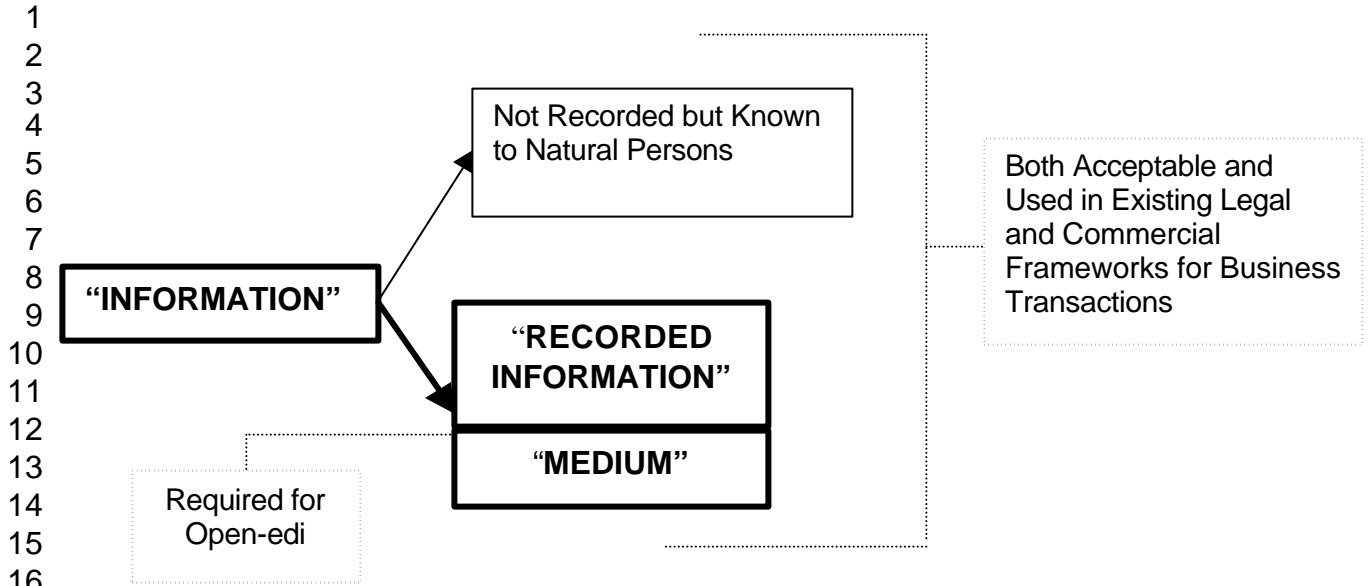 1
2
3
4
5
6
7
8
9
10
11
12
13
14
15
16
Not Recorded but Known
to Natural Persons
Both Acceptable and
Used in Existing Legal
and Commercial
Frameworks for Business
Transactions
“INFORMATION”
“RECORDED
INFORMATION”
“MEDIUM”
Required for
Open-edi